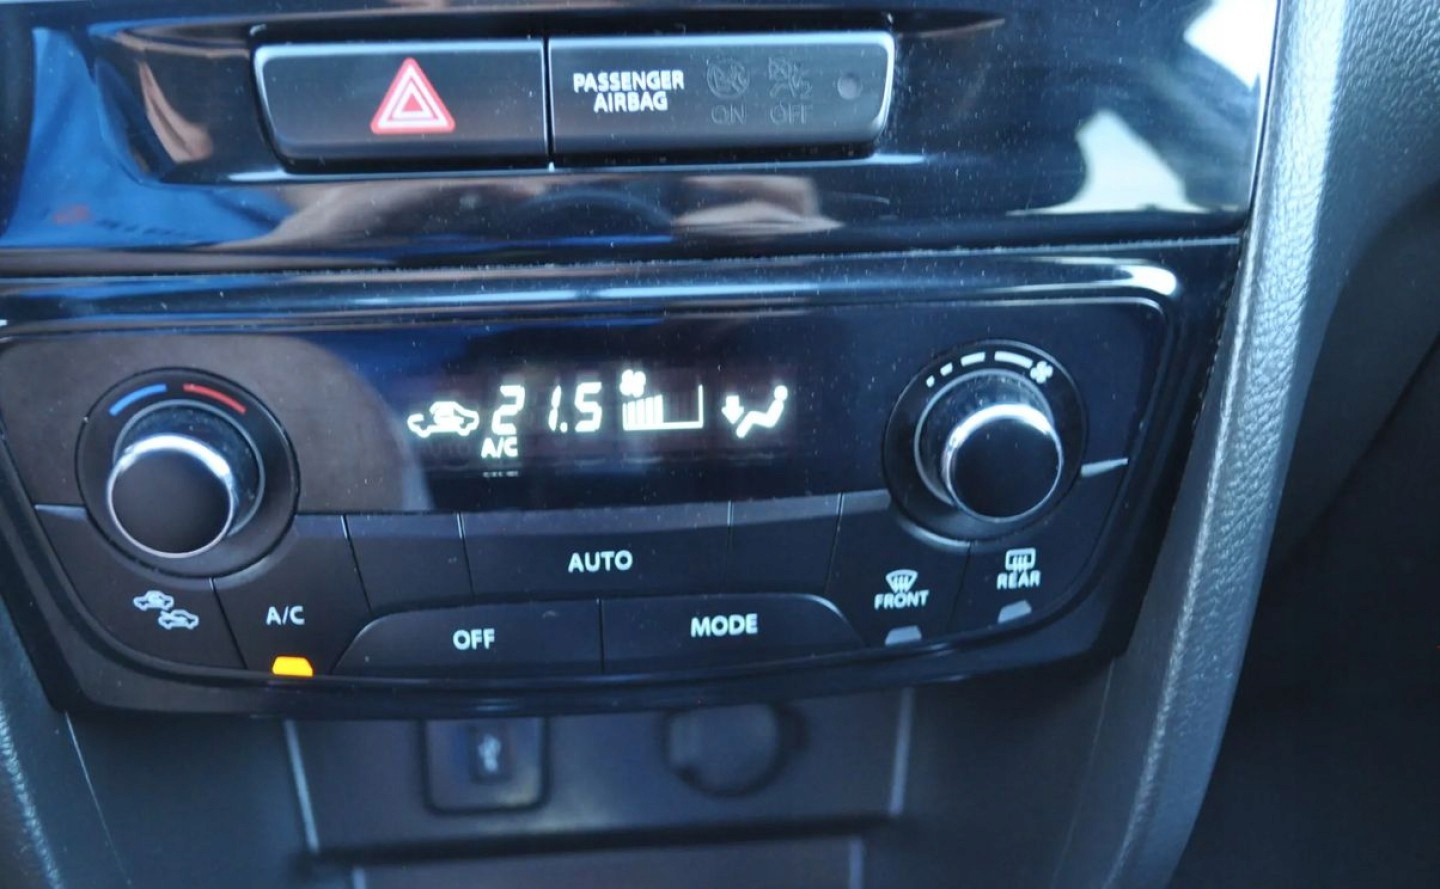 PASSENGER
AIRBAG
ON OFF
21.5
A/C
AUTO
A/C
OFF
MODE
FRONT
REAR